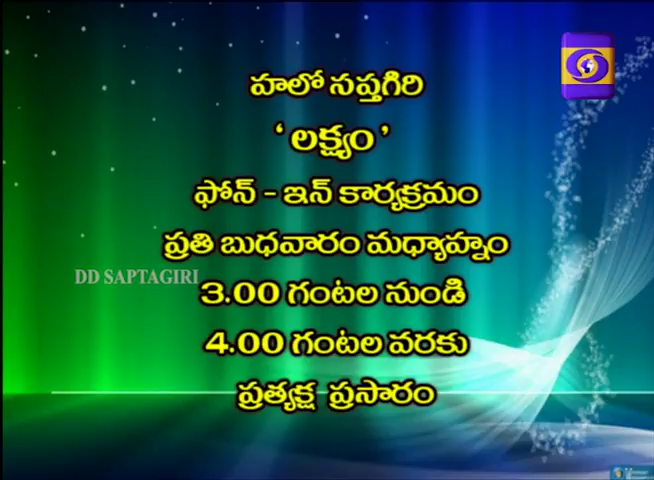 హలో సప్తగిరి
‘ లక్ష్యం ’
ఫోన్ - ఇన్ కార్యక్రమం
ప్రతి బుధవారం మధ్యాహ్నం
DD SAPTAGIRI
3.00 గంటల నుండి
4.00 గంటల వరకు
ప్రత్యక్ష ప్రసారం